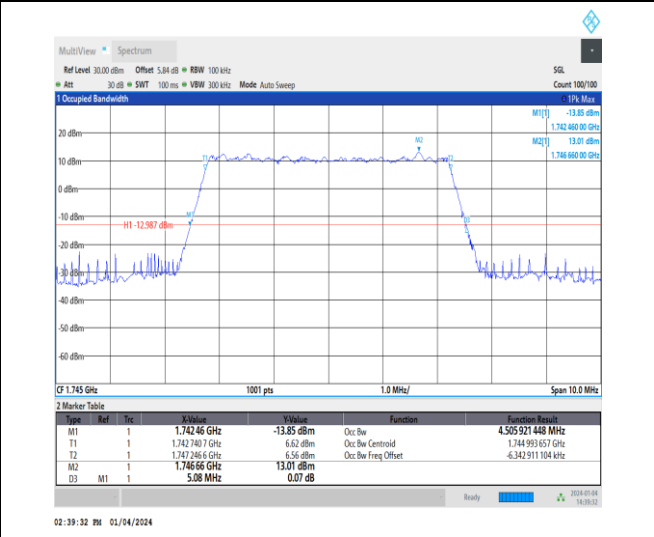 MultiView Spectrum
Ref Level 30.00 dBm Offset 5.84 dB RBW 100 kHz SGL
Att 30 dB SWT 100 ms VBW 300 kHz Mode Auto Sweep Count 100/100
1 Occupied Bandwidth 1Pk Max
M1[1] -13.85 dBm
1.742 460 00 GHz
M2[1] 13.01 dBm
1.746 660 00 GHz
20 dBm
M2
T1 T2
10 dBm
0 dBm
-10 dBm
M1 D3
H1 -12.987 dBm
-20 dBm
-30 dBm
-40 dBm
-50 dBm
-60 dBm
CF 1.745 GHz 1001 pts 1.0 MHz/ Span 10.0 MHz
2 Marker Table
Type Ref Trc X-Value Y-Value Function Function Result
M1 1 1.742 46 GHz -13.85 dBm Occ Bw 4.505 921 448 MHz
T1 1 1.742 740 7 GHz 6.62 dBm Occ Bw Centroid 1.744 993 657 GHz
T2 1 1.747 246 6 GHz 6.56 dBm Occ Bw Freq Offset -6.342 911 104 kHz
M2 1 1.746 66 GHz 13.01 dBm
D3 M1 1 5.08 MHz 0.07 dB
Ready 2024-01-04
14:39:32
02:39:32 PM 01/04/2024